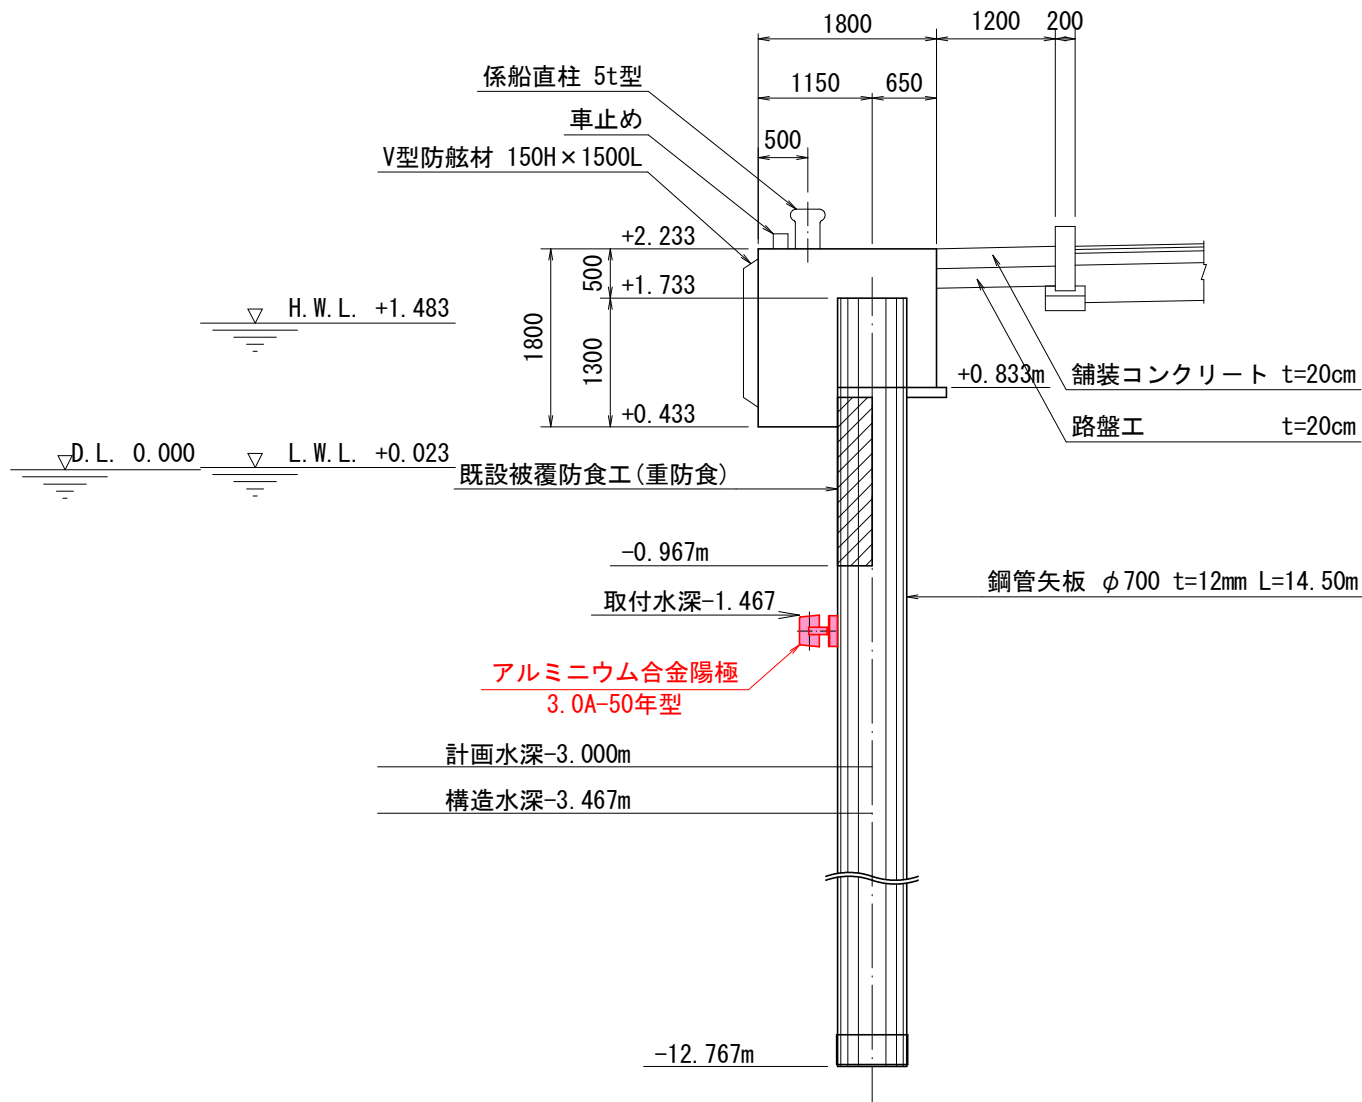 1800
1200
200
係船直柱 5t型
1150
650
車止め
500
V型防舷材 150H×1500L
+2.233
500
+1.733
H.W.L. +1.483
1800
1300
+0.833m
舗装コンクリート t=20cm
+0.433
路盤工 t=20cm
D.L. 0.000
L.W.L. +0.023
既設被覆防食工(重防食)
-0.967m
鋼管矢板 φ700 t=12mm L=14.50m
取付水深-1.467
アルミニウム合金陽極
3.0A-50年型
計画水深-3.000m
構造水深-3.467m
-12.767m